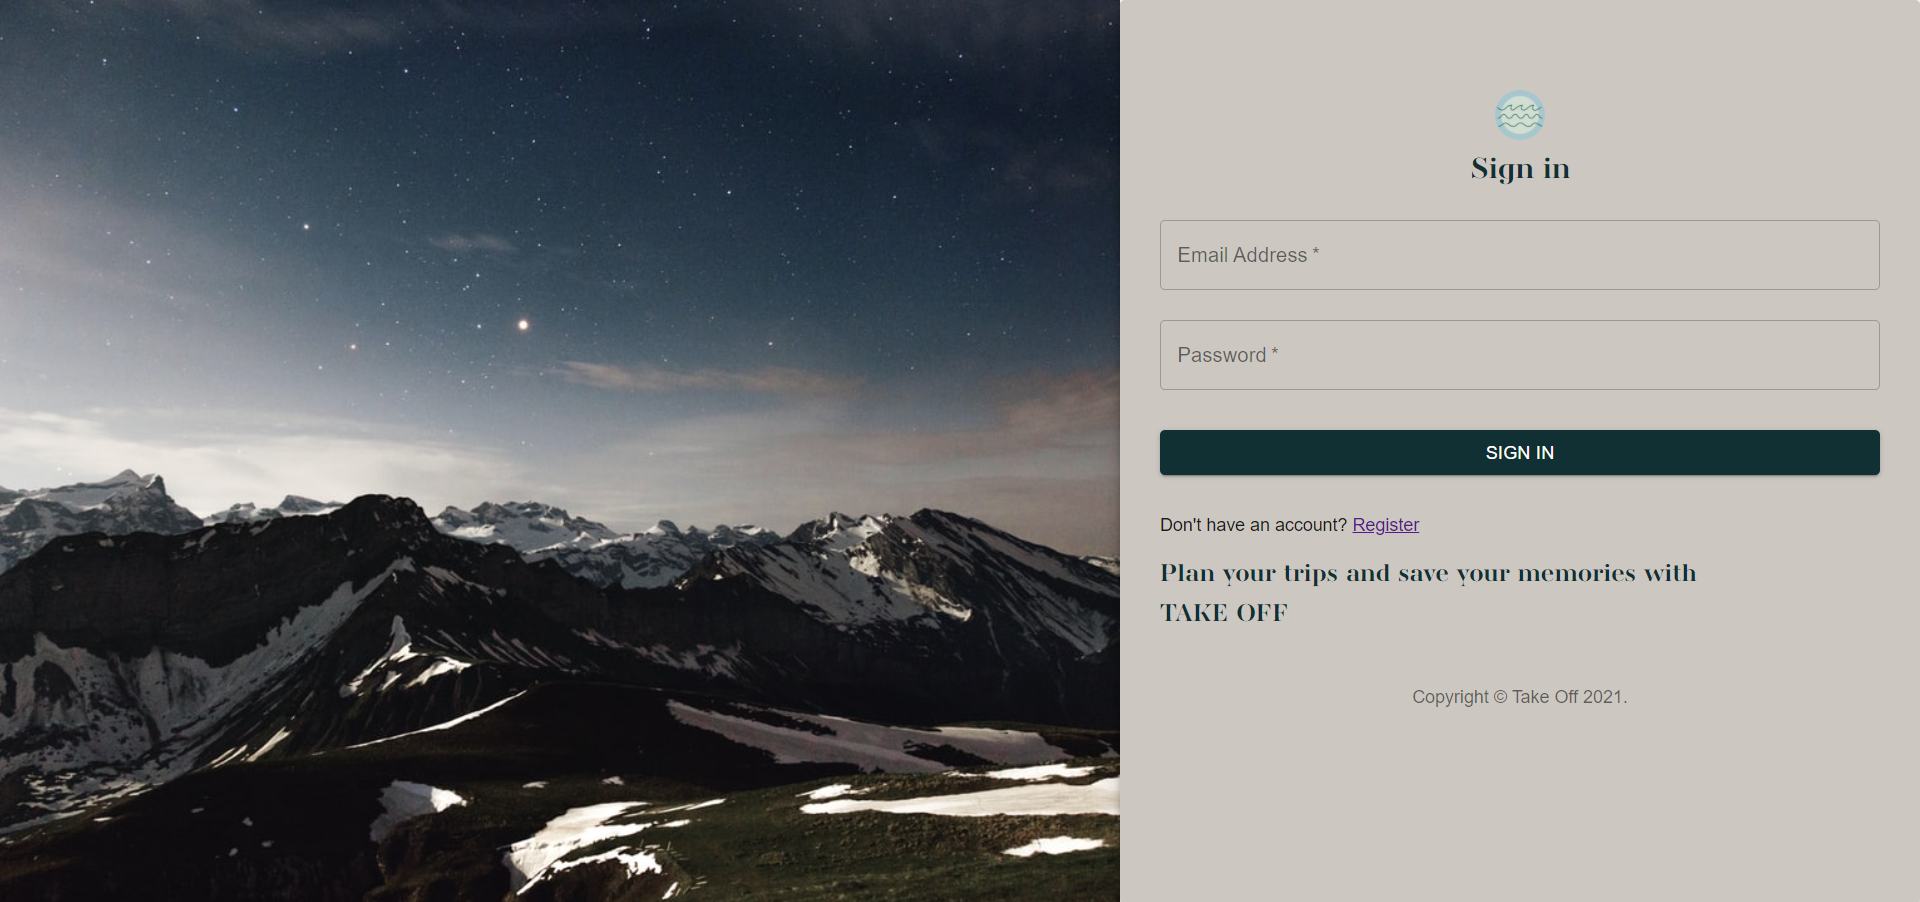 Sign in
Email Address *
Password *
SIGN IN
Don't have an account? Register
Plan your trips and save your memories with
TAKE OFF
Copyright © Take Off 2021.